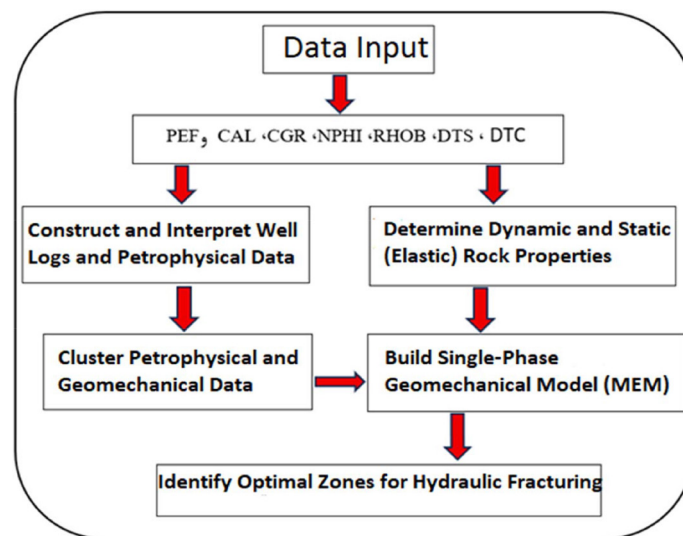 Data Input
PEF, CAL ،CGR ،NPHI ،RHOB ،DTS ، DTC
Construct and Interpret Well
Logs and Petrophysical Data
Determine Dynamic and Static
(Elastic) Rock Properties
Cluster Petrophysical and
Geomechanical Data
Build Single-Phase
Geomechanical Model (MEM)
Identify Optimal Zones for Hydraulic Fracturing